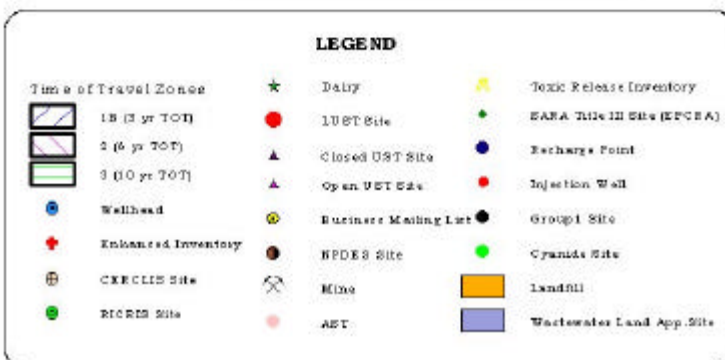 LEGEND
Time of Travel Zones
1B (3 yr TOT)
2 (6 yr TOT)
3 (10 yr TOT)
Wellhead
Enhanced Inventory
CERCLIS Site
RICRIS Site
Dairy
LUST Site
Closed UST Site
Open UST Site
Business Mailing List
NPDES Site
Mine
AST
Toxic Release Inventory
SARA Title III Site (EPCRA)
Recharge Point
Injection Well
Group1 Site
Cyanide Site
Landfill
Wastewater Land App. Site